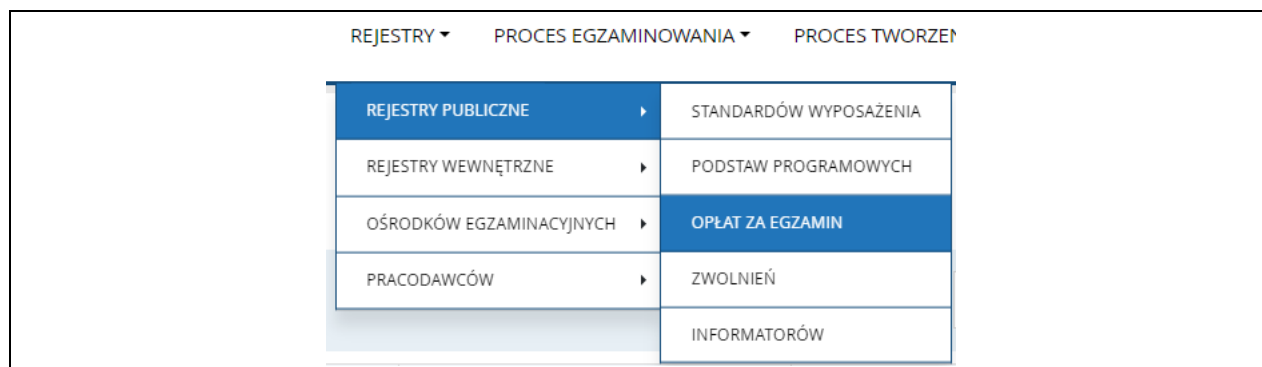 REJESTRY PROCES EGZAMINOWANIA PROCES
REJESTRY PUBLICZNE
REJESTRY WEWNĘTRZNE
OŚRODKÓW EGZAMINACYJNYCH
PRACODAWCÓW
STANDARDÓW WYPOSAŻENIA
PODSTAW PROGRAMOWYCH
OPŁAT ZA EGZAMIN
ZWOLNIEŃ
INFORMATORÓW